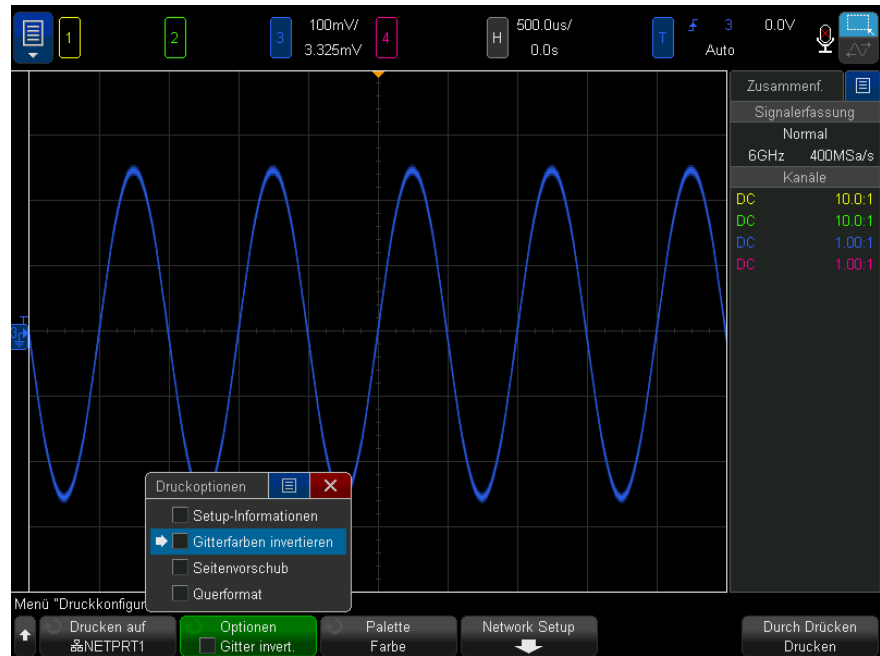 1
2
3
100mV/
3.325mV
4
H
500.0us/
0.0s
T
3
0.0V
Auto
Zusammenf.
Signalerfassung
Normal
6GHz 400MSa/s
Kanäle
DC 10.0:1
DC 10.0:1
DC 1.00:1
DC 1.00:1
T
3
Druckoptionen
Setup-Informationen
Gitterfarben invertieren
Seitenvorschub
Querformat
Menü "Druckkonfigur
Drucken auf
NETPRT1
Optionen
Gitter invert.
Palette
Farbe
Network Setup
Durch Drücken
Drucken